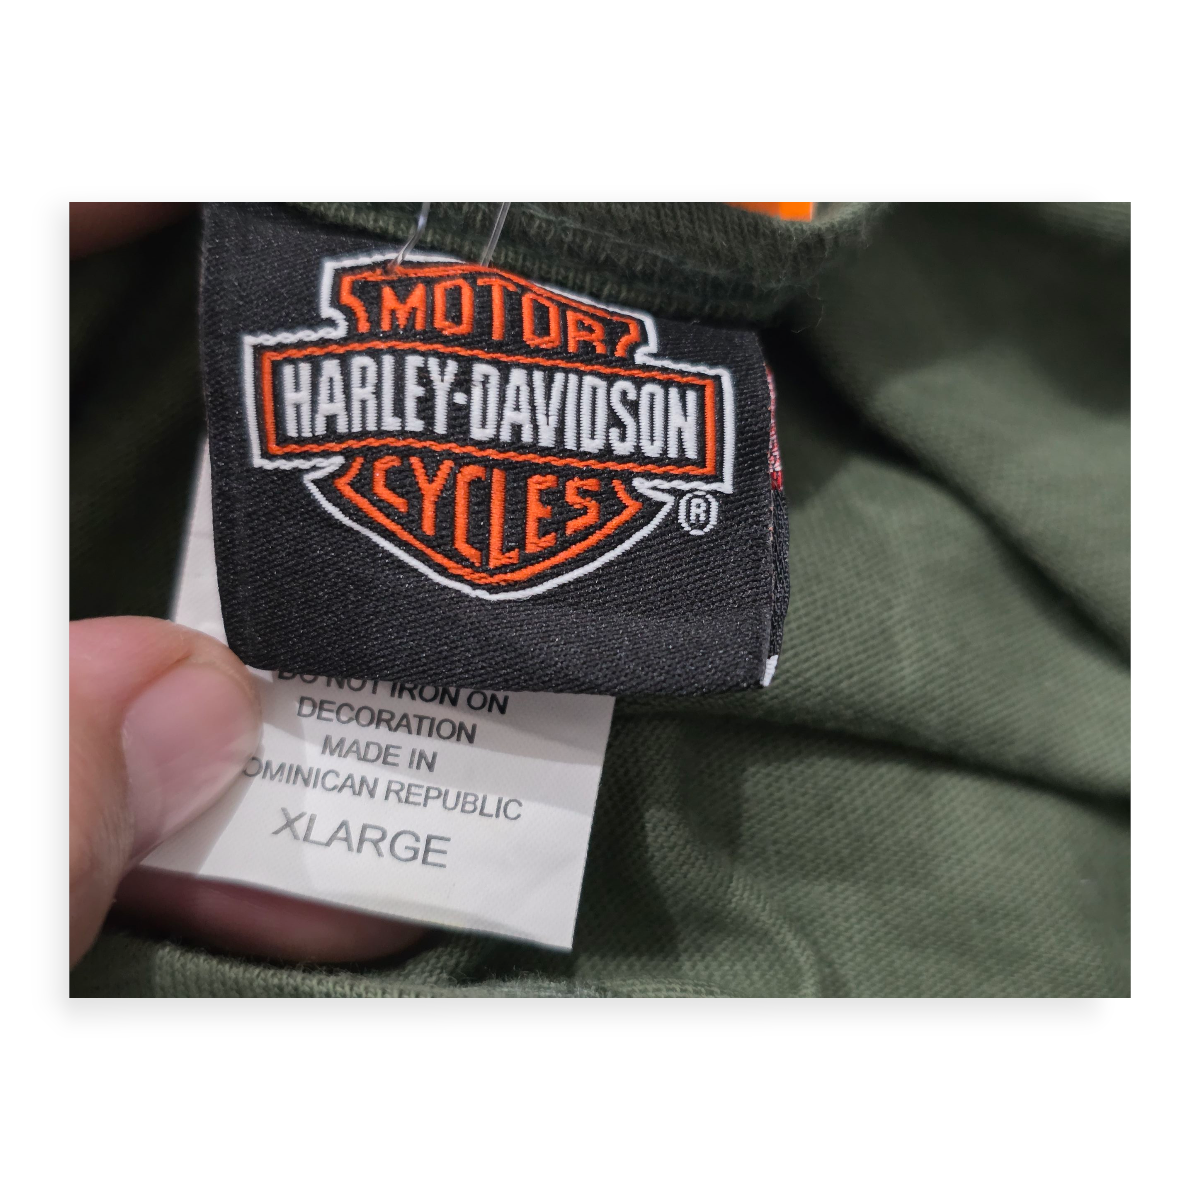 MOTOR
HARLEY-DAVIDSON
CYCLES
®
DO NOT IRON ON
DECORATION
MADE IN
OMINICAN REPUBLIC
XLARGE